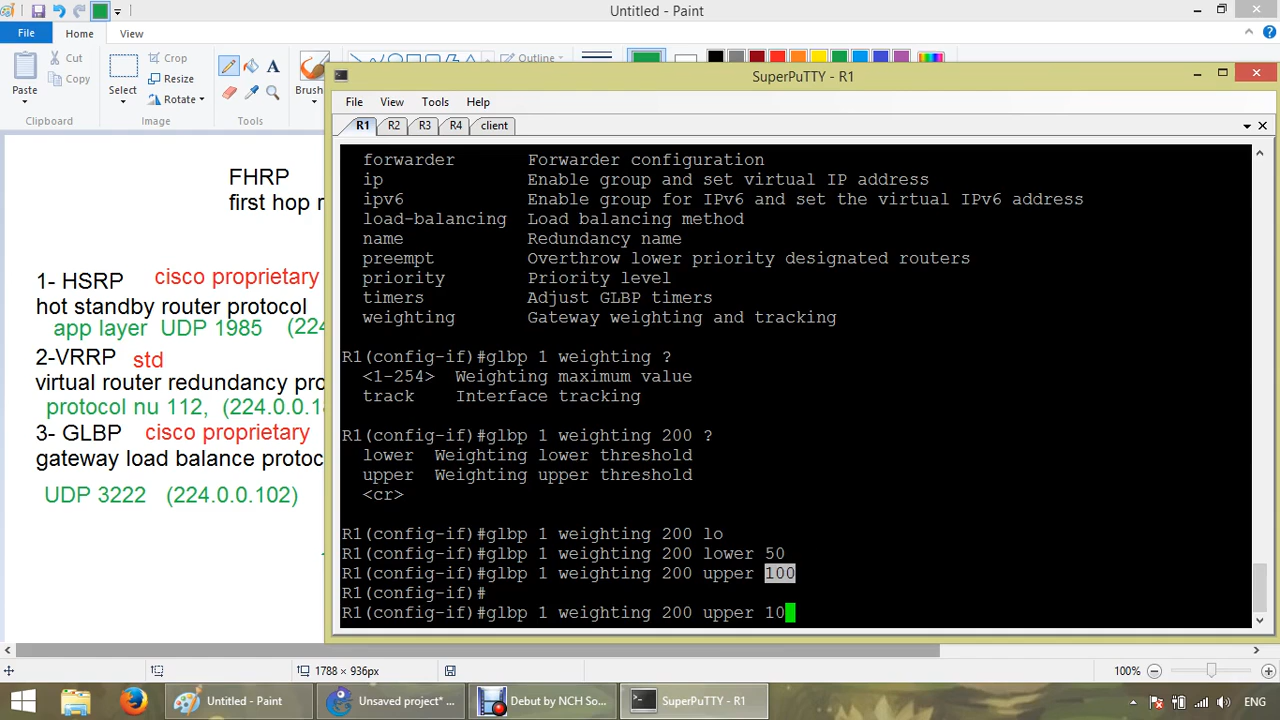 Untitled - Paint
File
Home
View
Paste
Cut
Copy
Clipboard
Select
Crop
Resize
Rotate
Image
Tools
Brush
Outline
FHRP
first hop r
1- HSRP cisco proprietary
hot standby router protocol
app layer UDP 1985 (224
2-VRRP std
virtual router redundancy pro
protocol nu 112, (224.0.0.1
3- GLBP cisco proprietary
gateway load balance protoc
UDP 3222 (224.0.0.102)
SuperPuTTY - R1
File View Tools Help
R1 R2 R3 R4 client
forwarder Forwarder configuration
ip Enable group and set virtual IP address
ipv6 Enable group for IPv6 and set the virtual IPv6 address
load-balancing Load balancing method
name Redundancy name
preempt Overthrow lower priority designated routers
priority Priority level
timers Adjust GLBP timers
weighting Gateway weighting and tracking
R1(config-if)#glbp 1 weighting ?
<1-254> Weighting maximum value
track Interface tracking
R1(config-if)#glbp 1 weighting 200 ?
lower Weighting lower threshold
upper Weighting upper threshold
<cr>
R1(config-if)#glbp 1 weighting 200 lo
R1(config-if)#glbp 1 weighting 200 lower 50
R1(config-if)#glbp 1 weighting 200 upper 100
R1(config-if)#
R1(config-if)#glbp 1 weighting 200 upper 10
1788 × 936px
100%
Untitled - Paint
Unsaved project* ...
Debut by NCH So...
SuperPuTTY - R1
ENG